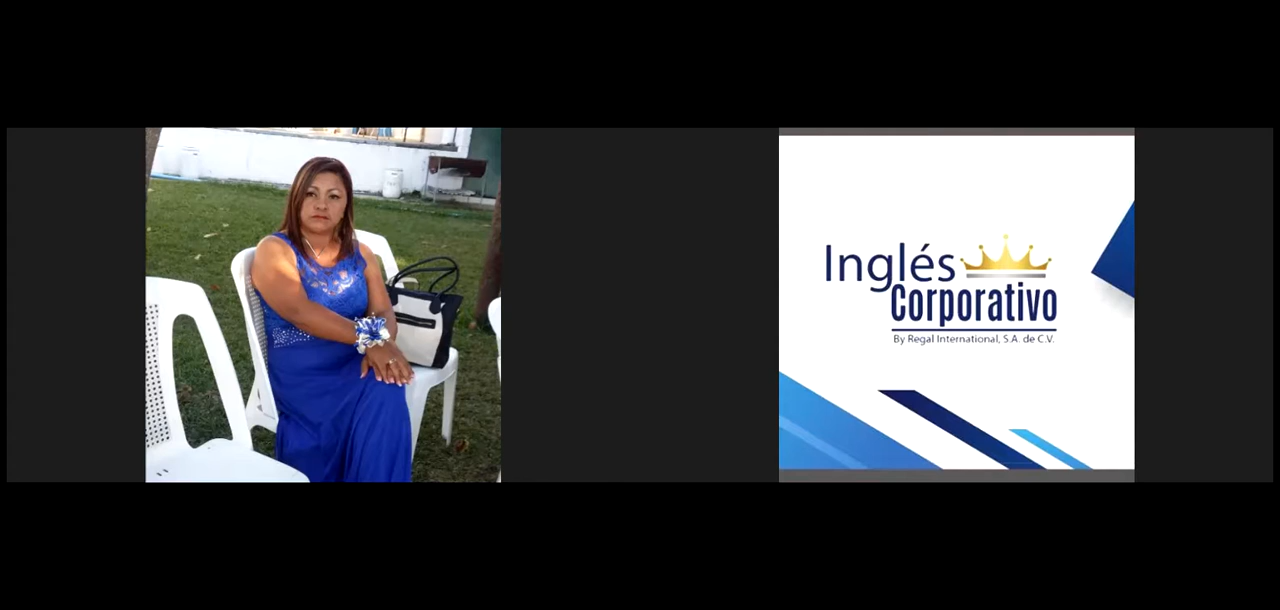 Inglés
Corporativo
By Regal International, S.A. de C.V.